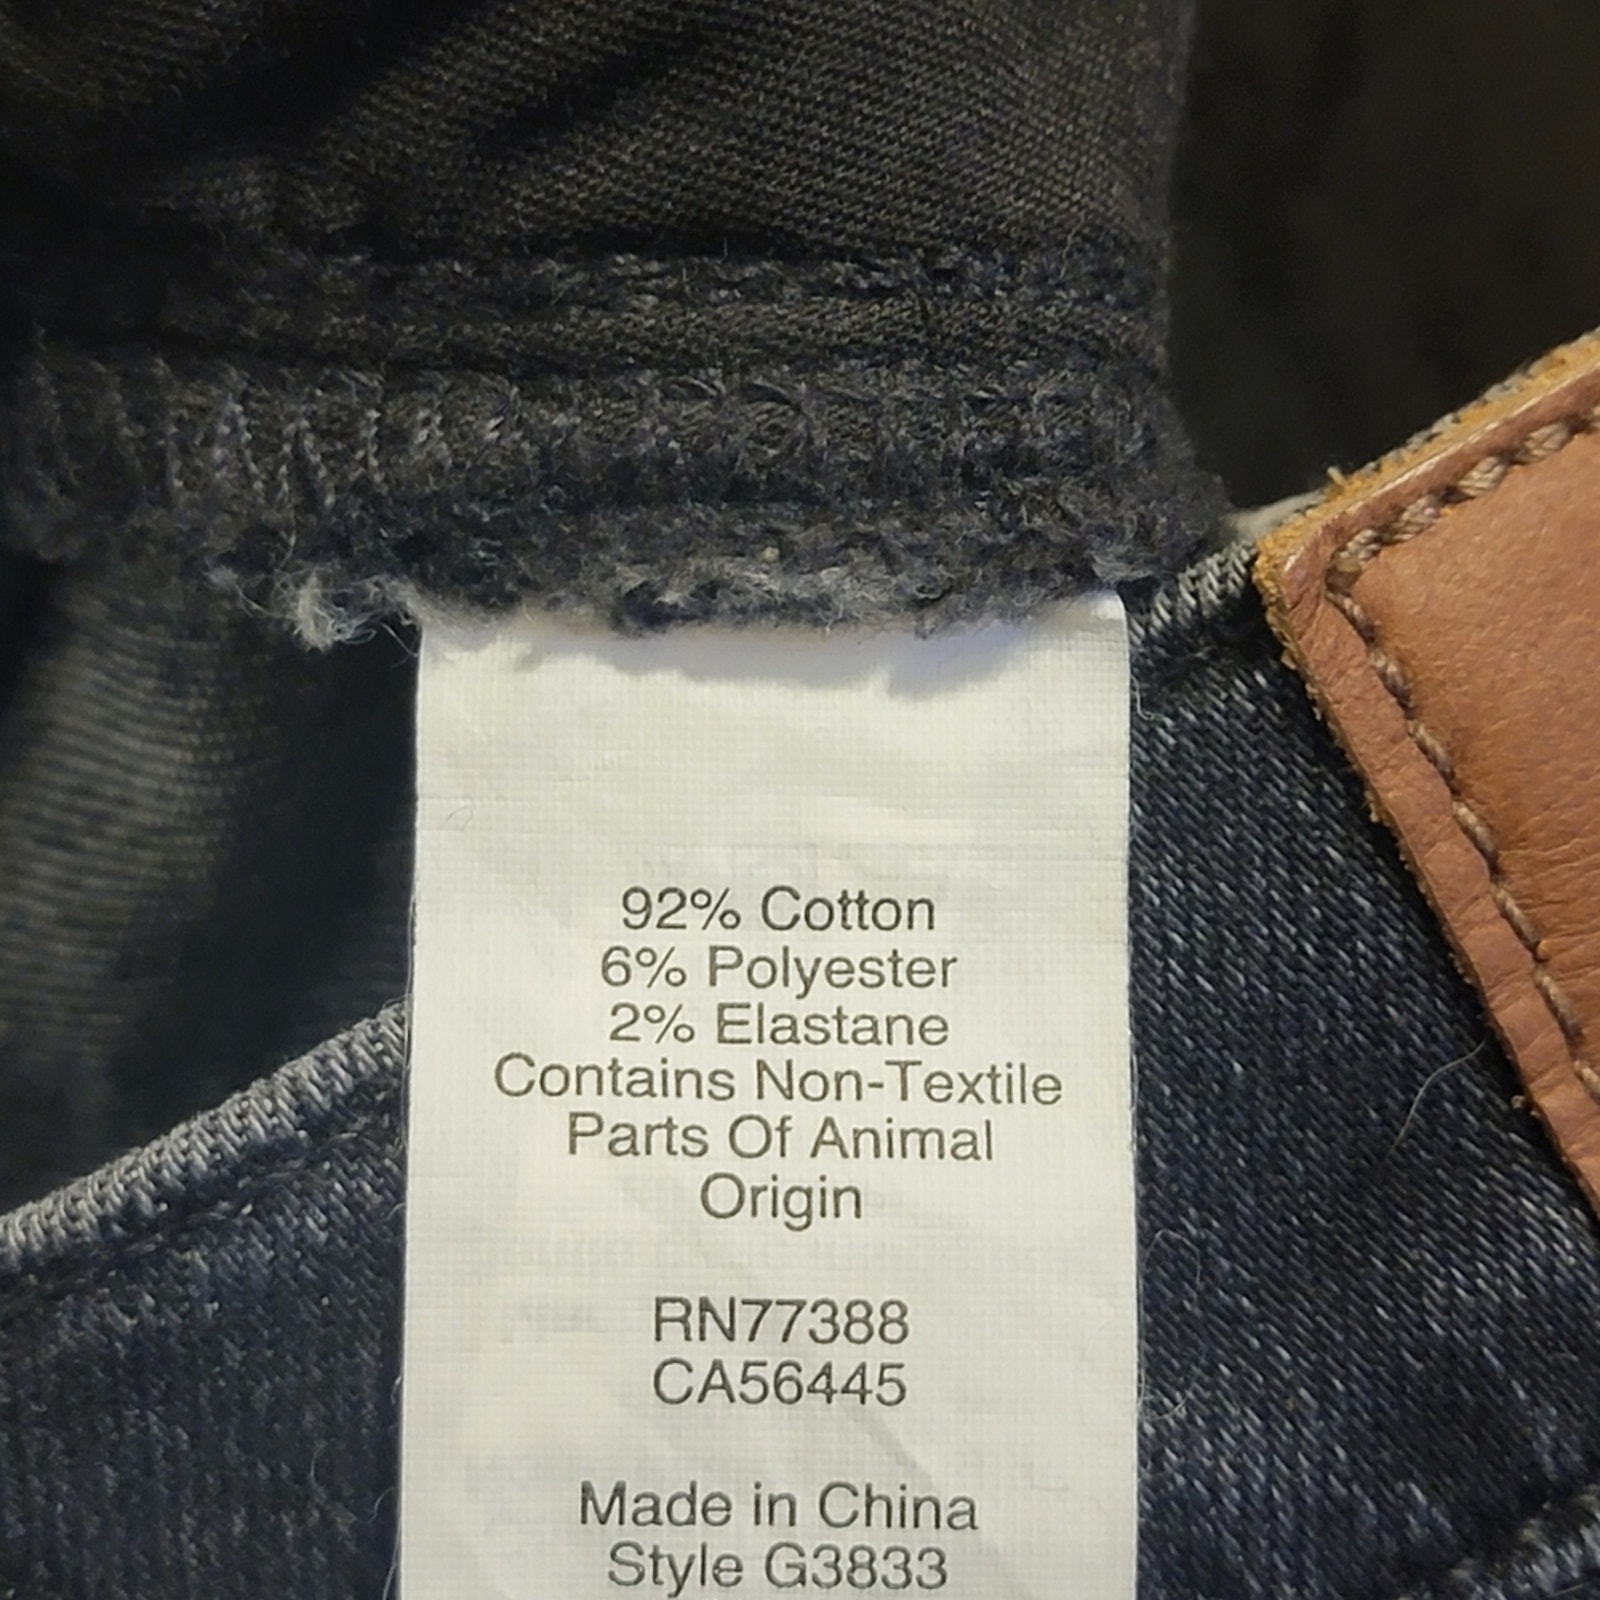 92% Cotton
6% Polyester
2% Elastane
Contains Non-Textile
Parts Of Animal
Origin
RN77388
CA56445
Made in China
Style G3833